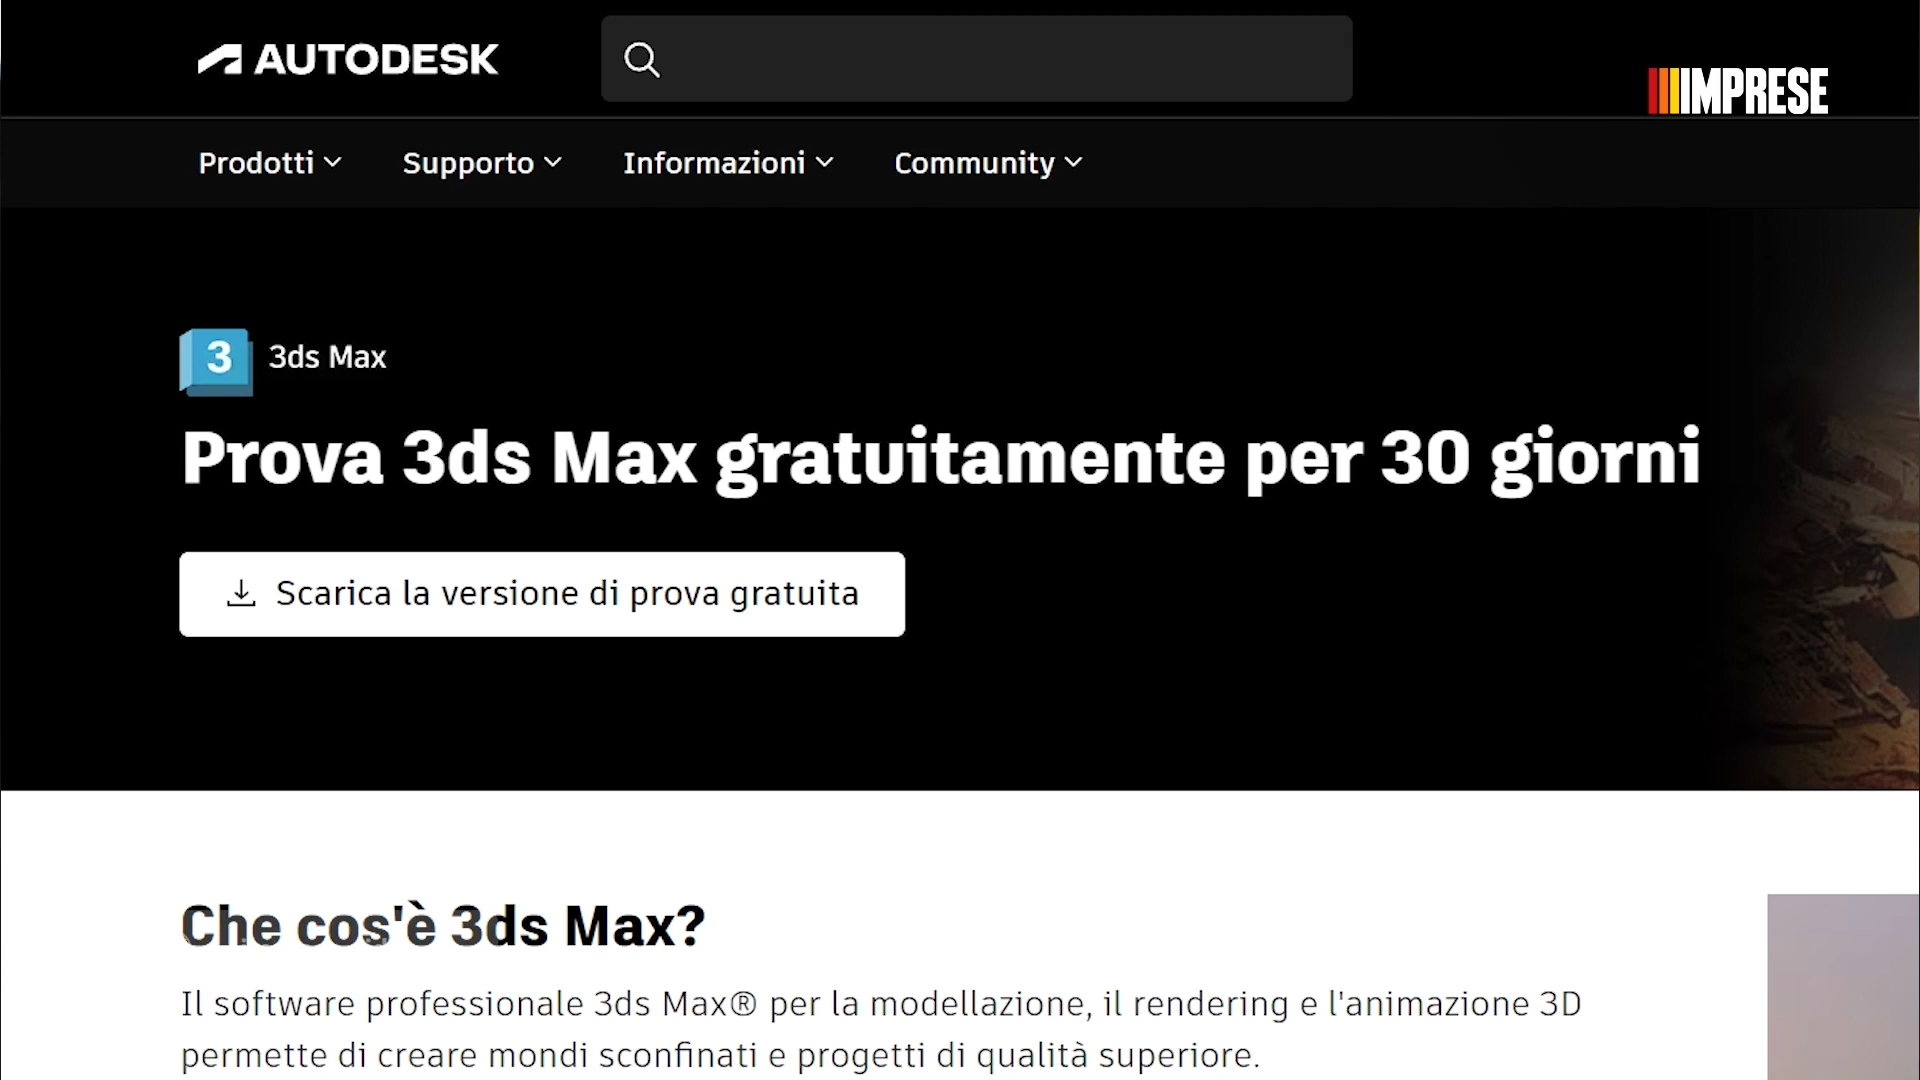 AUTODESK
IMPRESE
Prodotti Supporto Informazioni Community
3 3ds Max
Prova 3ds Max gratuitamente per 30 giorni
Scarica la versione di prova gratuita
Che cos'è 3ds Max?
Il software professionale 3ds Max® per la modellazione, il rendering e l'animazione 3D
permette di creare mondi sconfinati e progetti di qualità superiore.